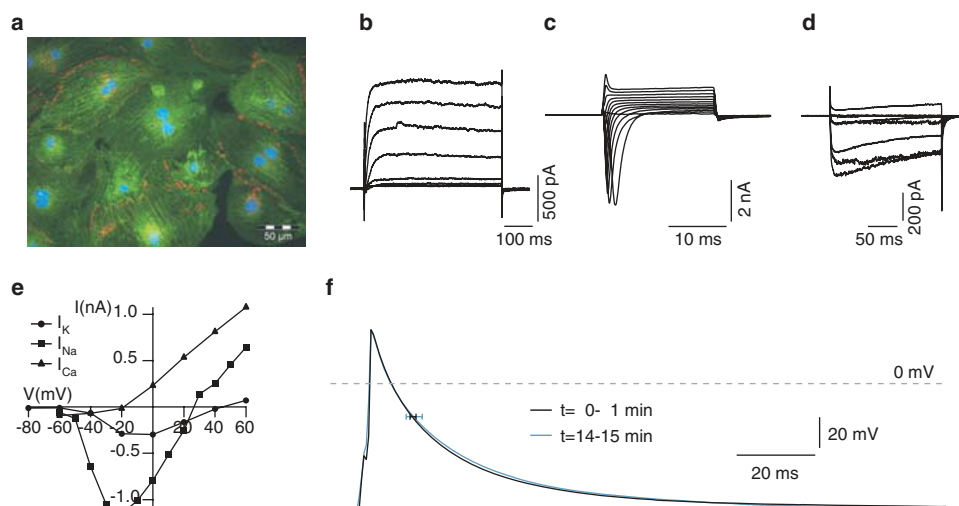 a
50 µm
b
500 pA
100 ms
c
2 nA
10 ms
d
200 pA
50 ms
e
I(nA)
I_K
I_Na
I_Ca
V(mV)
1.0
0.5
-80 -60 -40 -20 0 20 40 60
-0.5
-1.0
f
0 mV
t= 0- 1 min
t=14-15 min
20 mV
20 ms